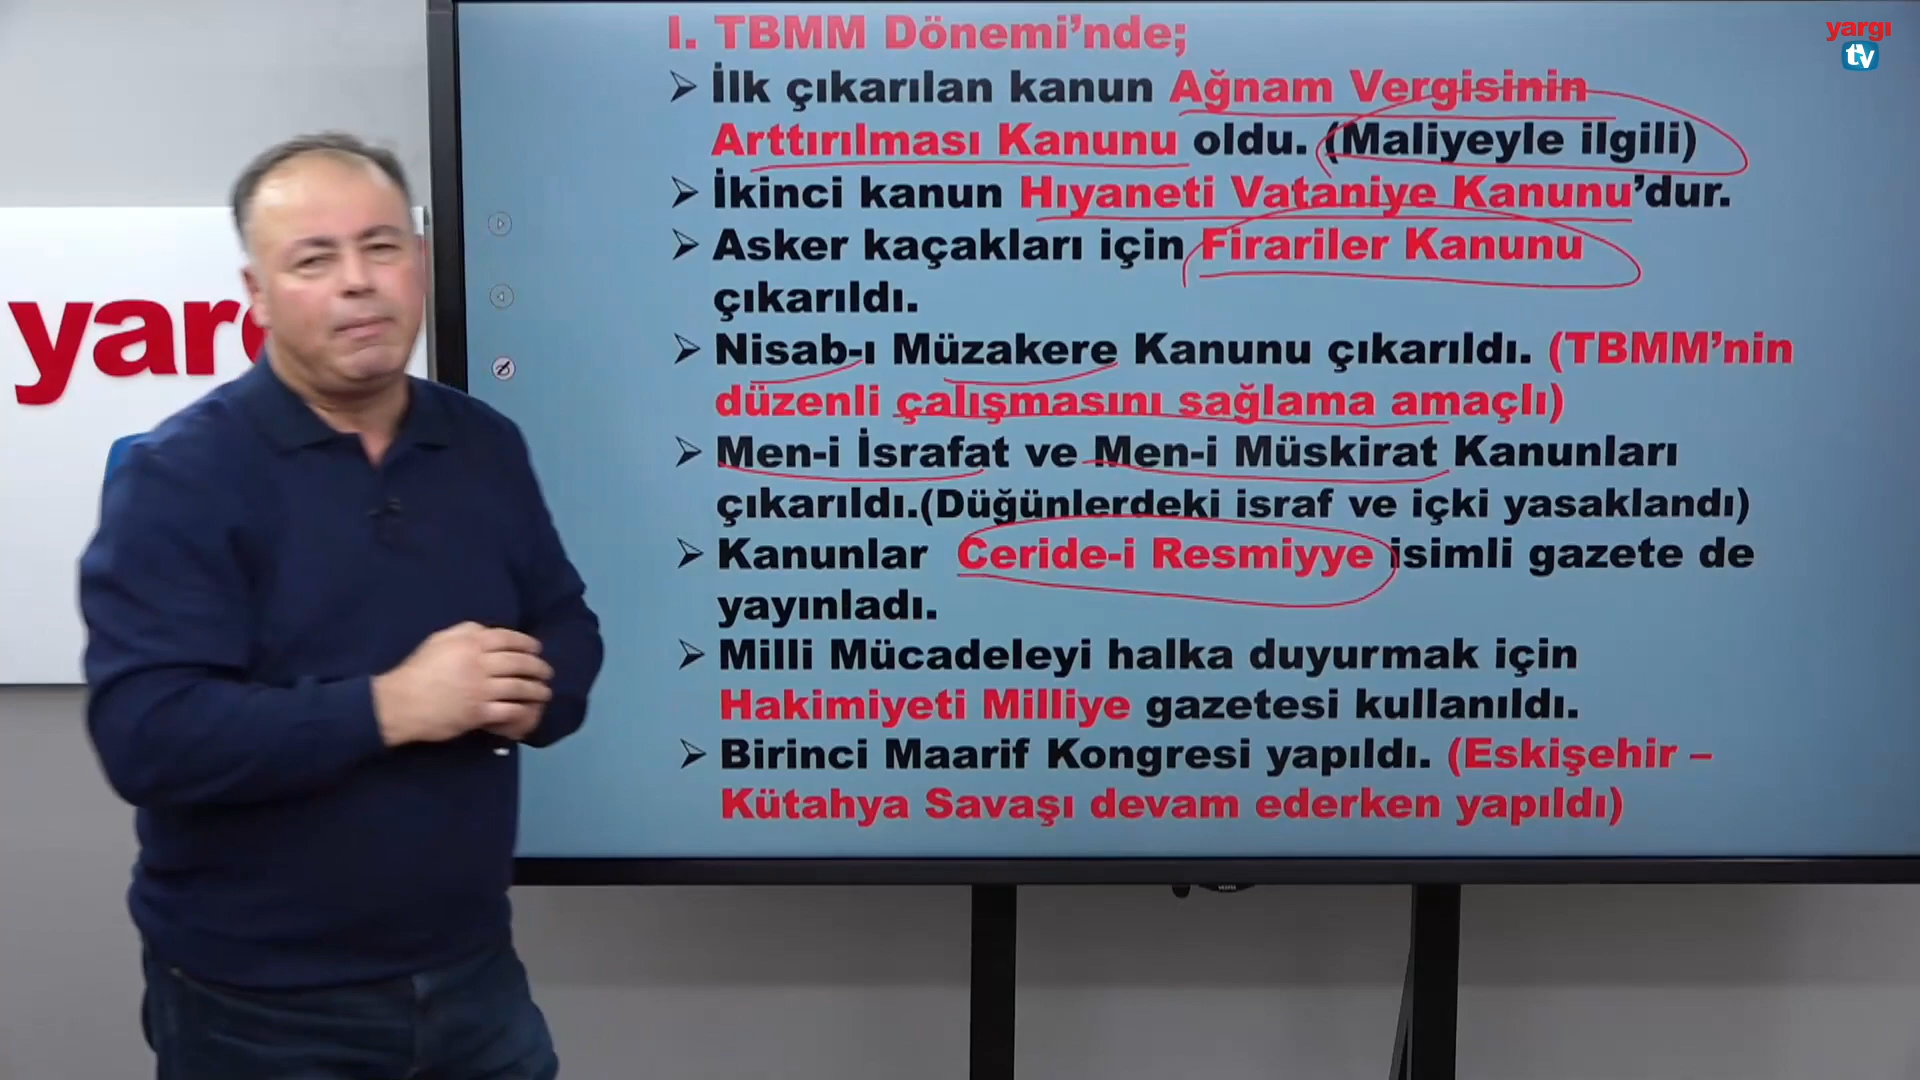 yargı
tv
yar
I. TBMM Dönemi’nde;
➢ İlk çıkarılan kanun Ağnam Vergisinin
Arttırılması Kanunu oldu. (Maliyeyle ilgili)
➢ İkinci kanun Hıyaneti Vataniye Kanunu’dur.
➢ Asker kaçakları için Firariler Kanunu
çıkarıldı.
➢ Nisab-ı Müzakere Kanunu çıkarıldı. (TBMM’nin
düzenli çalışmasını sağlama amaçlı)
➢ Men-i İsrafat ve Men-i Müskirat Kanunları
çıkarıldı.(Düğünlerdeki israf ve içki yasaklandı)
➢ Kanunlar Ceride-i Resmiyye isimli gazete de
yayınladı.
➢ Milli Mücadeleyi halka duyurmak için
Hakimiyeti Milliye gazetesi kullanıldı.
➢ Birinci Maarif Kongresi yapıldı. (Eskişehir –
Kütahya Savaşı devam ederken yapıldı)